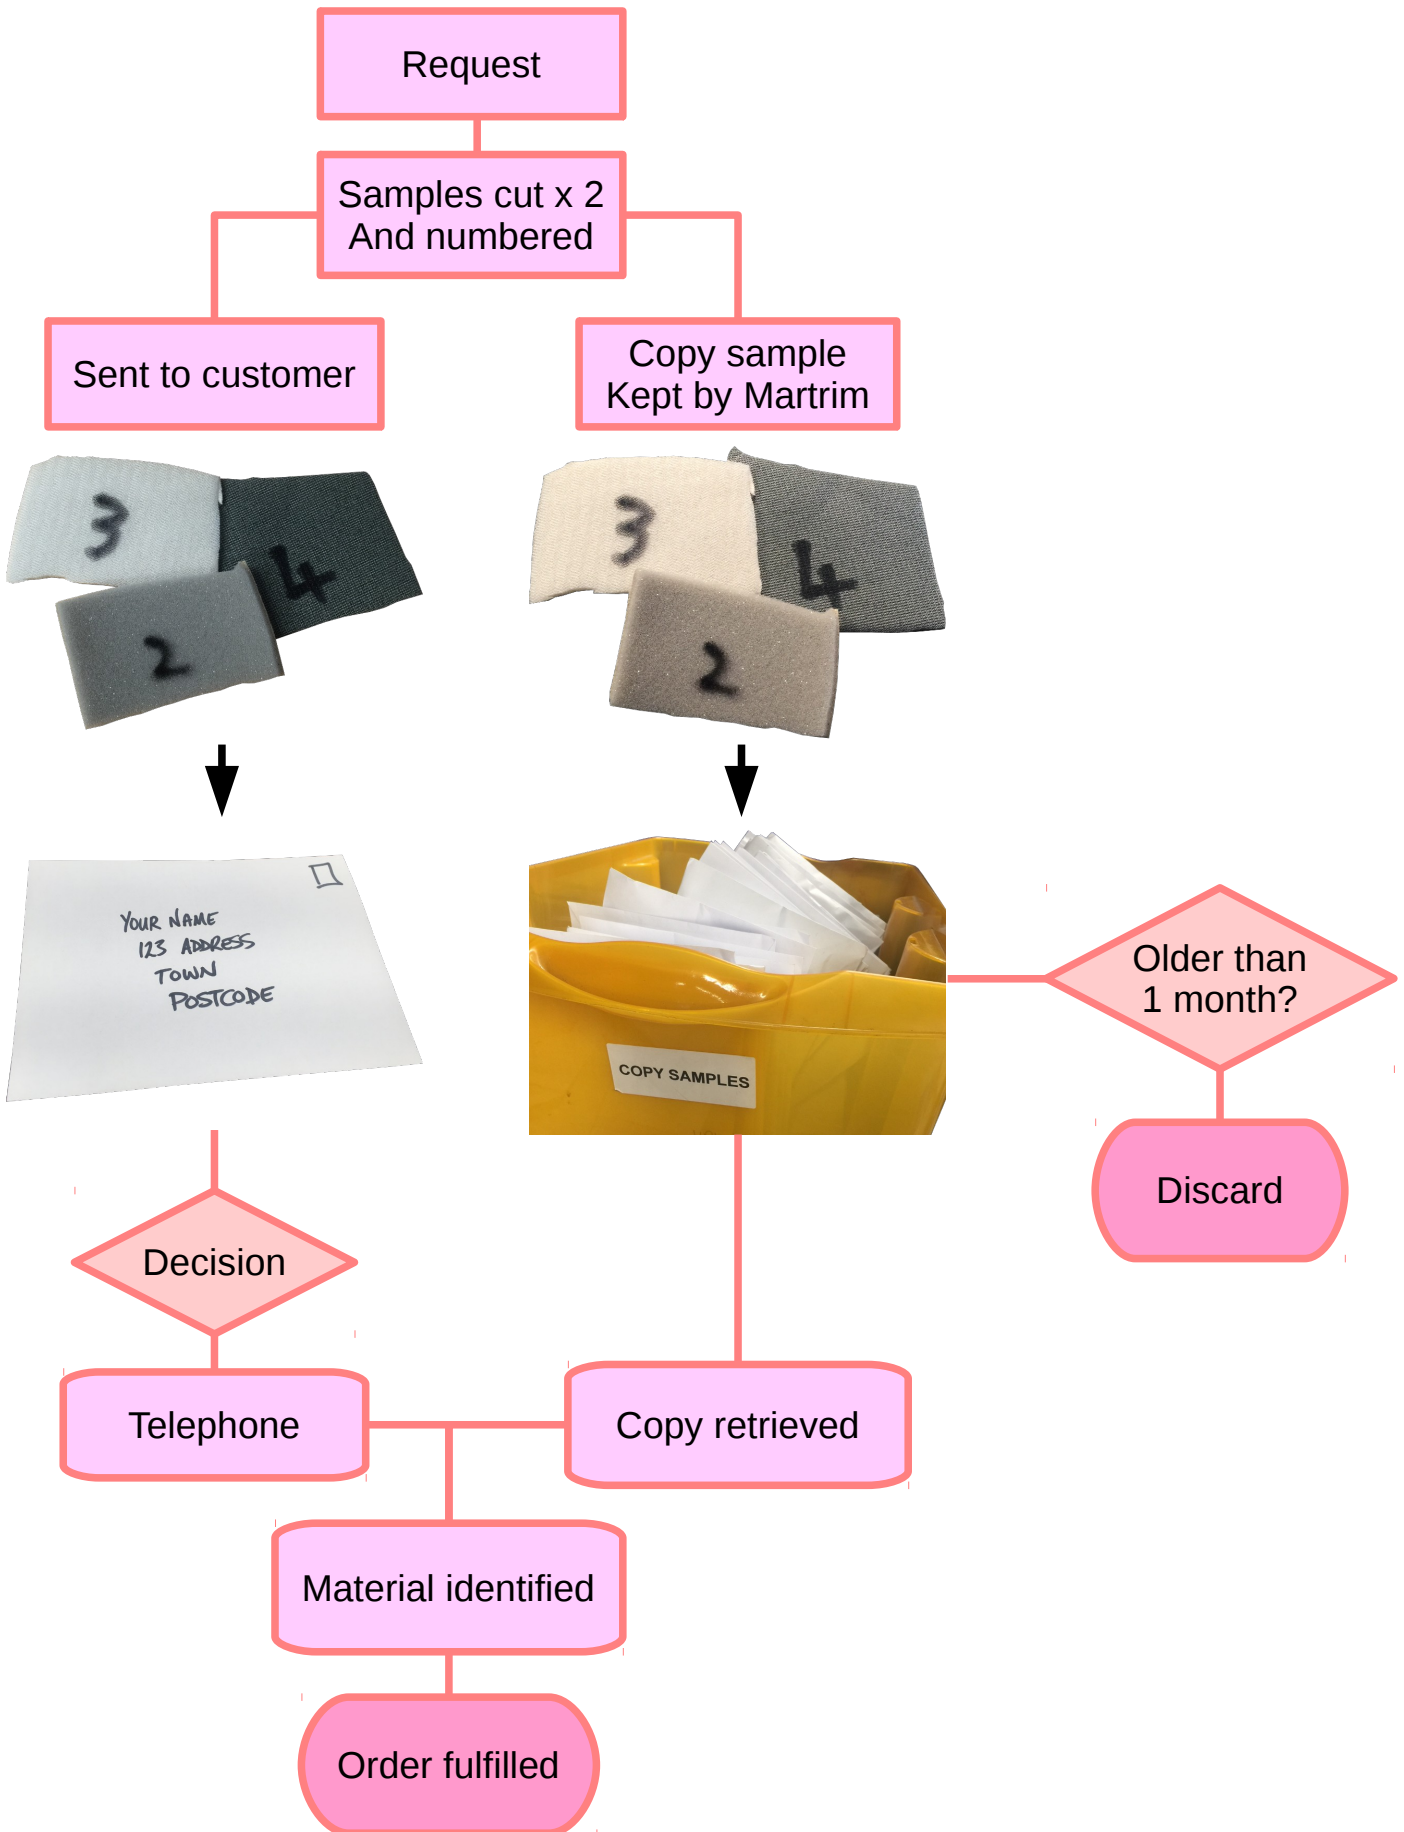 Request
Samples cut x 2
And numbered
Sent to customer
Copy sample
Kept by Martrim
3
4
2
3
4
2
YOUR NAME
123 ADDRESS
TOWN
POSTCODE
COPY SAMPLES
Older than
1 month?
Discard
Decision
Telephone
Copy retrieved
Material identified
Order fulfilled